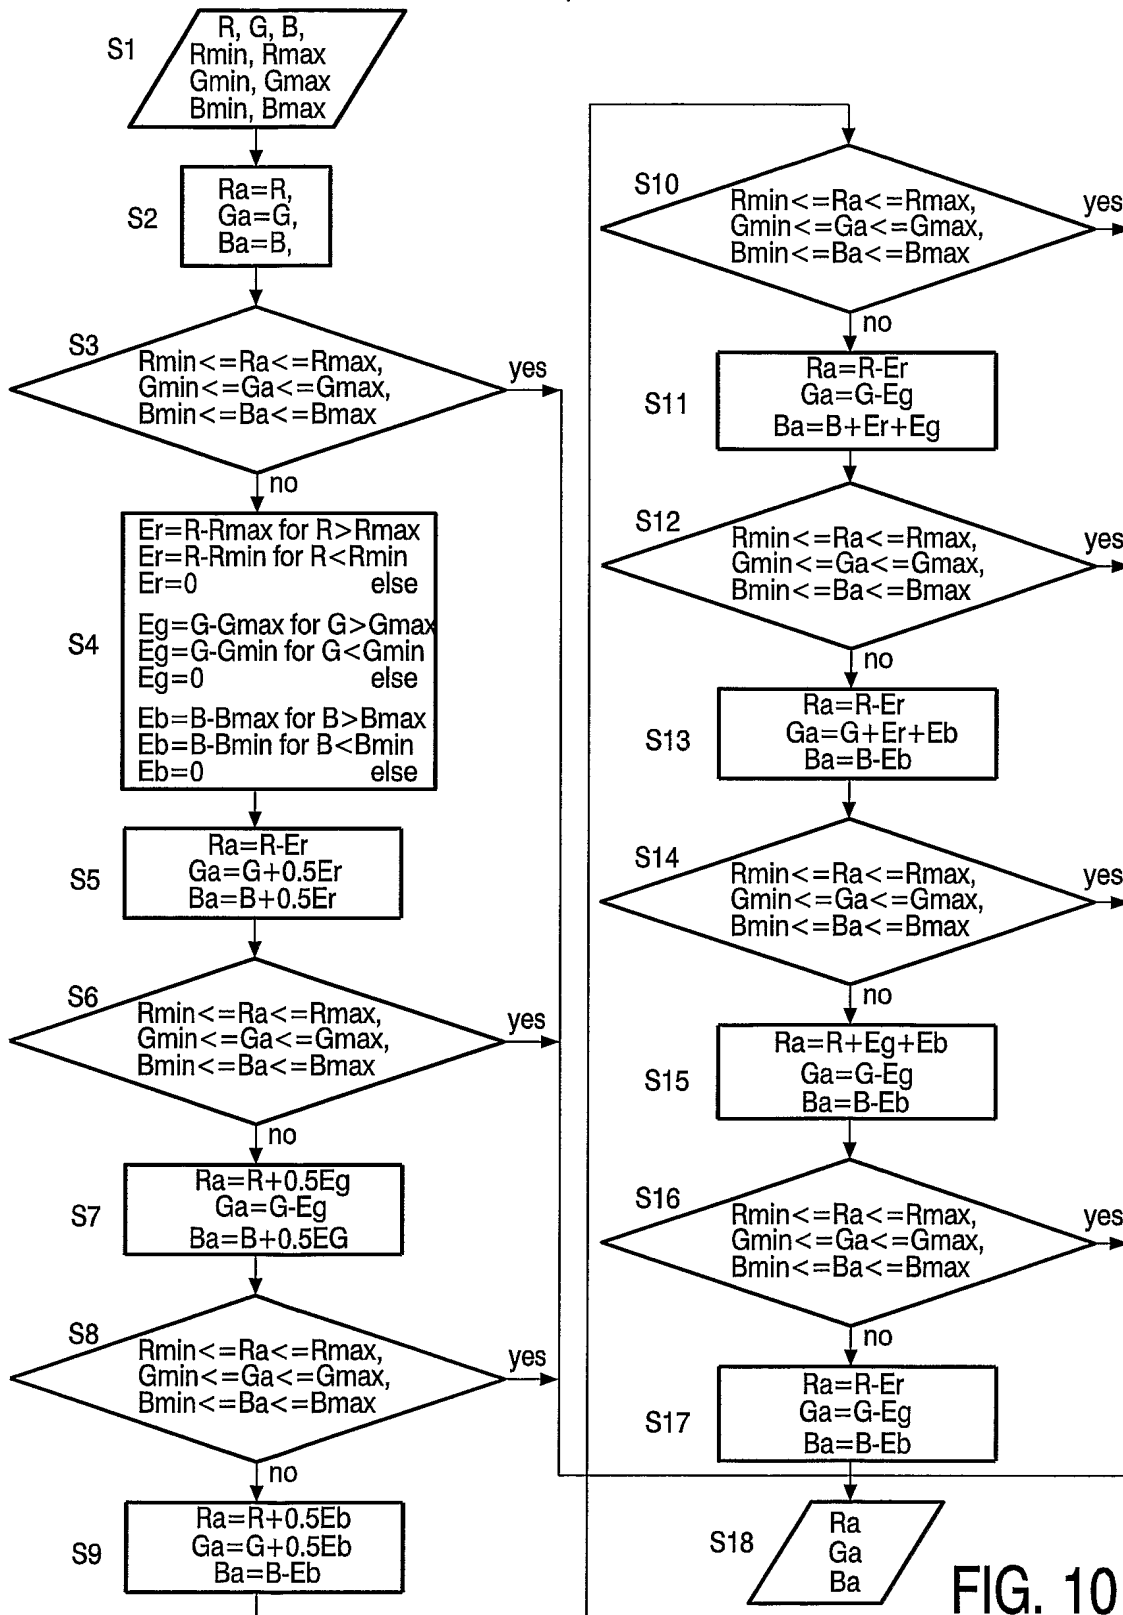 S1
R, G, B,
Rmin, Rmax
Gmin, Gmax
Bmin, Bmax
S2
Ra=R,
Ga=G,
Ba=B,
S3
Rmin<=Ra<=Rmax,
Gmin<=Ga<=Gmax,
Bmin<=Ba<=Bmax
yes
no
S4
Er=R-Rmax for R>Rmax
Er=R-Rmin for R<Rmin
Er=0 else
Eg=G-Gmax for G>Gmax
Eg=G-Gmin for G<Gmin
Eg=0 else
Eb=B-Bmax for B>Bmax
Eb=B-Bmin for B<Bmin
Eb=0 else
S5
Ra=R-Er
Ga=G+0.5Er
Ba=B+0.5Er
S6
Rmin<=Ra<=Rmax,
Gmin<=Ga<=Gmax,
Bmin<=Ba<=Bmax
yes
no
S7
Ra=R+0.5Eg
Ga=G-Eg
Ba=B+0.5EG
S8
Rmin<=Ra<=Rmax,
Gmin<=Ga<=Gmax,
Bmin<=Ba<=Bmax
yes
no
S9
Ra=R+0.5Eb
Ga=G+0.5Eb
Ba=B-Eb
S10
Rmin<=Ra<=Rmax,
Gmin<=Ga<=Gmax,
Bmin<=Ba<=Bmax
yes
no
S11
Ra=R-Er
Ga=G-Eg
Ba=B+Er+Eg
S12
Rmin<=Ra<=Rmax,
Gmin<=Ga<=Gmax,
Bmin<=Ba<=Bmax
yes
no
S13
Ra=R-Er
Ga=G+Er+Eb
Ba=B-Eb
S14
Rmin<=Ra<=Rmax,
Gmin<=Ga<=Gmax,
Bmin<=Ba<=Bmax
yes
no
S15
Ra=R+Eg+Eb
Ga=G-Eg
Ba=B-Eb
S16
Rmin<=Ra<=Rmax,
Gmin<=Ga<=Gmax,
Bmin<=Ba<=Bmax
yes
no
S17
Ra=R-Er
Ga=G-Eg
Ba=B-Eb
S18
Ra
Ga
Ba
FIG. 10